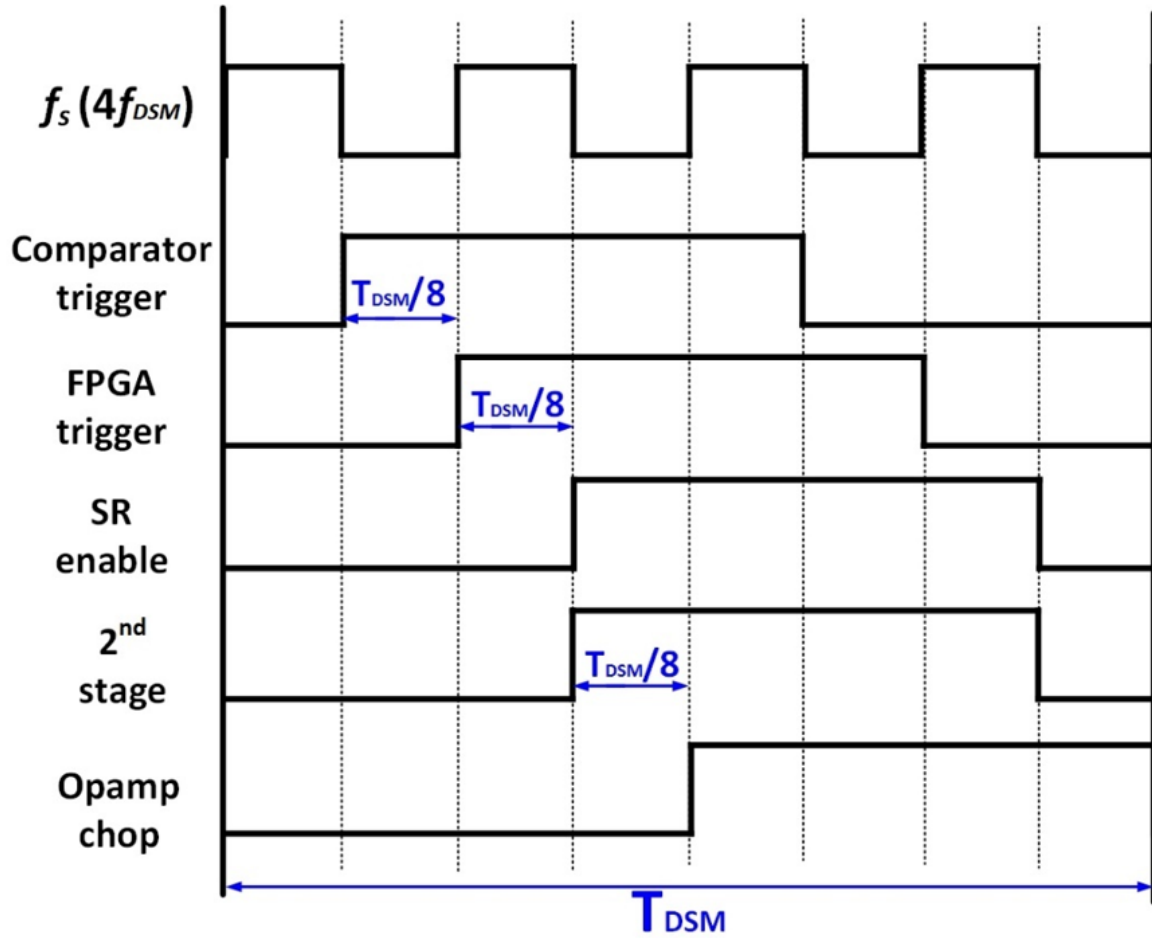 fs (4fDSM)
Comparator
trigger
TDSM/8
FPGA
trigger
TDSM/8
SR
enable
2nd
stage
TDSM/8
Opamp
chop
TDSM